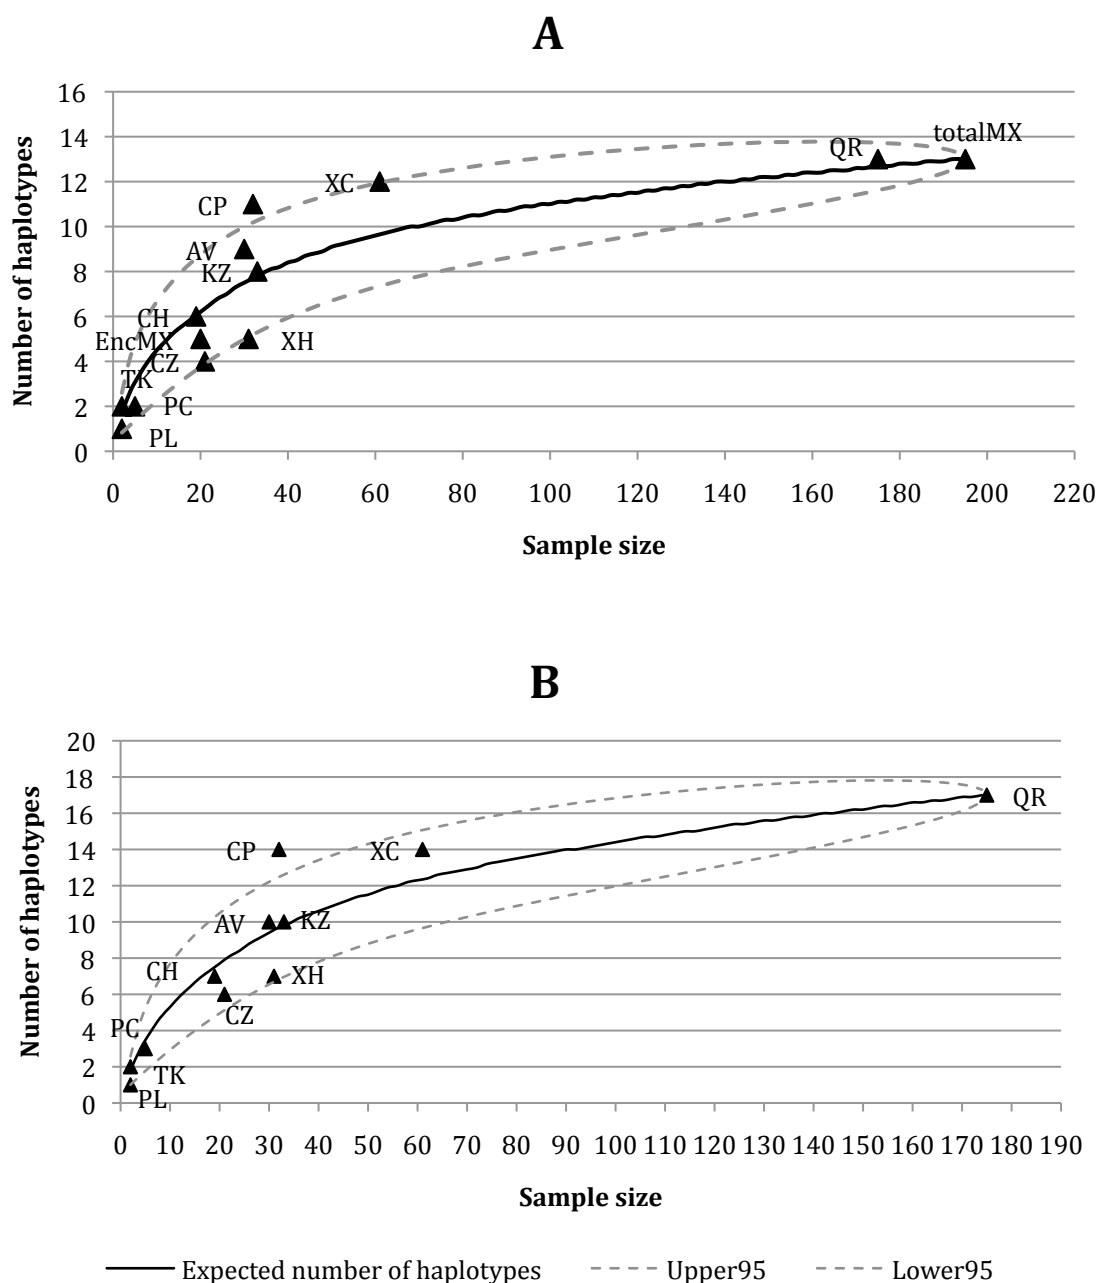 A
Number of haplotypes
16
14
12
10
8
6
4
2
0
totalMX
QR
XC
CP
AV
KZ
CH
EncMX
XH
CZ
TK
PC
PL
0 20 40 60 80 100 120 140 160 180 200 220
Sample size
B
Number of haplotypes
20
18
16
14
12
10
8
6
4
2
0
QR
CP
XC
AV
KZ
CH
XH
CZ
PC
TK
PL
0 10 20 30 40 50 60 70 80 90 100 110 120 130 140 150 160 170 180 190
Sample size
Expected number of haplotypes Upper95 Lower95